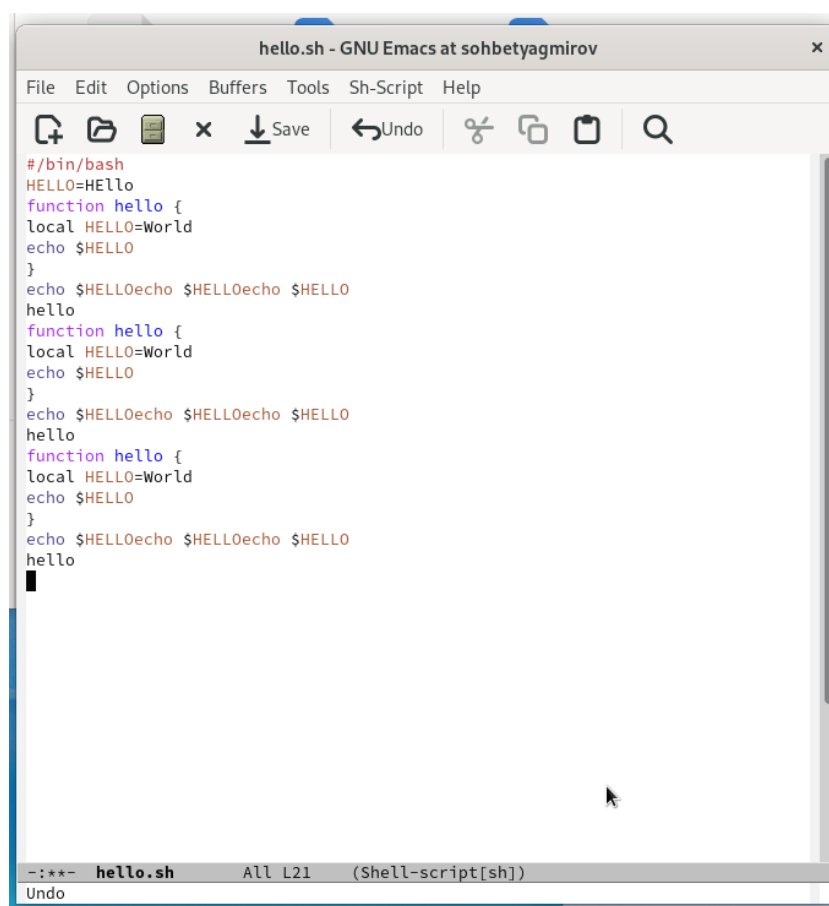 hello.sh - GNU Emacs at sohbetyagmirov ×
File Edit Options Buffers Tools Sh-Script Help
Save Undo
#/bin/bash
HELLO=HEllo
function hello {
local HELLO=World
echo $HELLO
}
echo $HELLOecho $HELLOecho $HELLO
hello
function hello {
local HELLO=World
echo $HELLO
}
echo $HELLOecho $HELLOecho $HELLO
hello
function hello {
local HELLO=World
echo $HELLO
}
echo $HELLOecho $HELLOecho $HELLO
hello
-:**- hello.sh All L21 (Shell-script[sh])
Undo